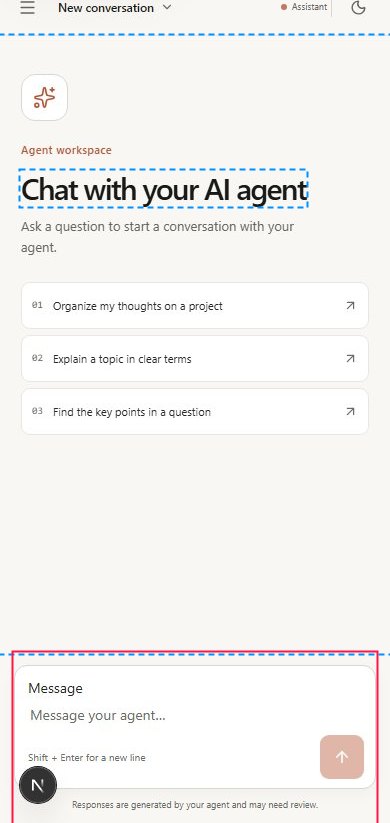 New conversation
Assistant
Agent workspace
Chat with your AI agent
Ask a question to start a conversation with your
agent.
01 Organize my thoughts on a project
02 Explain a topic in clear terms
03 Find the key points in a question
Message
Message your agent...
Shift + Enter for a new line
N
Responses are generated by your agent and may need review.